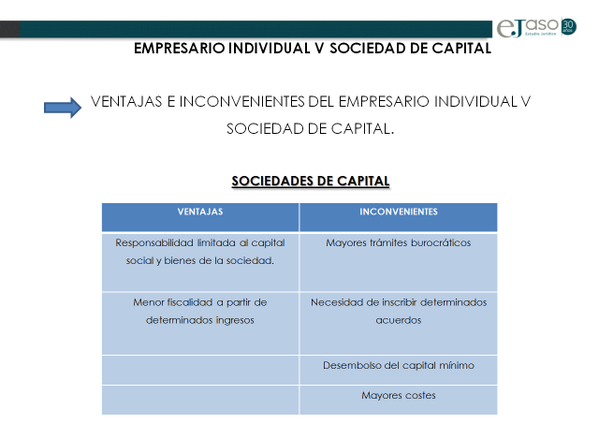 eJaso
30
años
Estudio Jurídico
EMPRESARIO INDIVIDUAL V SOCIEDAD DE CAPITAL
VENTAJAS E INCONVENIENTES DEL EMPRESARIO INDIVIDUAL V
SOCIEDAD DE CAPITAL.
SOCIEDADES DE CAPITAL
VENTAJAS
INCONVENIENTES
Responsabilidad limitada al capital
social y bienes de la sociedad.
Mayores trámites burocráticos
Menor fiscalidad a partir de
determinados ingresos
Necesidad de inscribir determinados
acuerdos
Desembolso del capital mínimo
Mayores costes